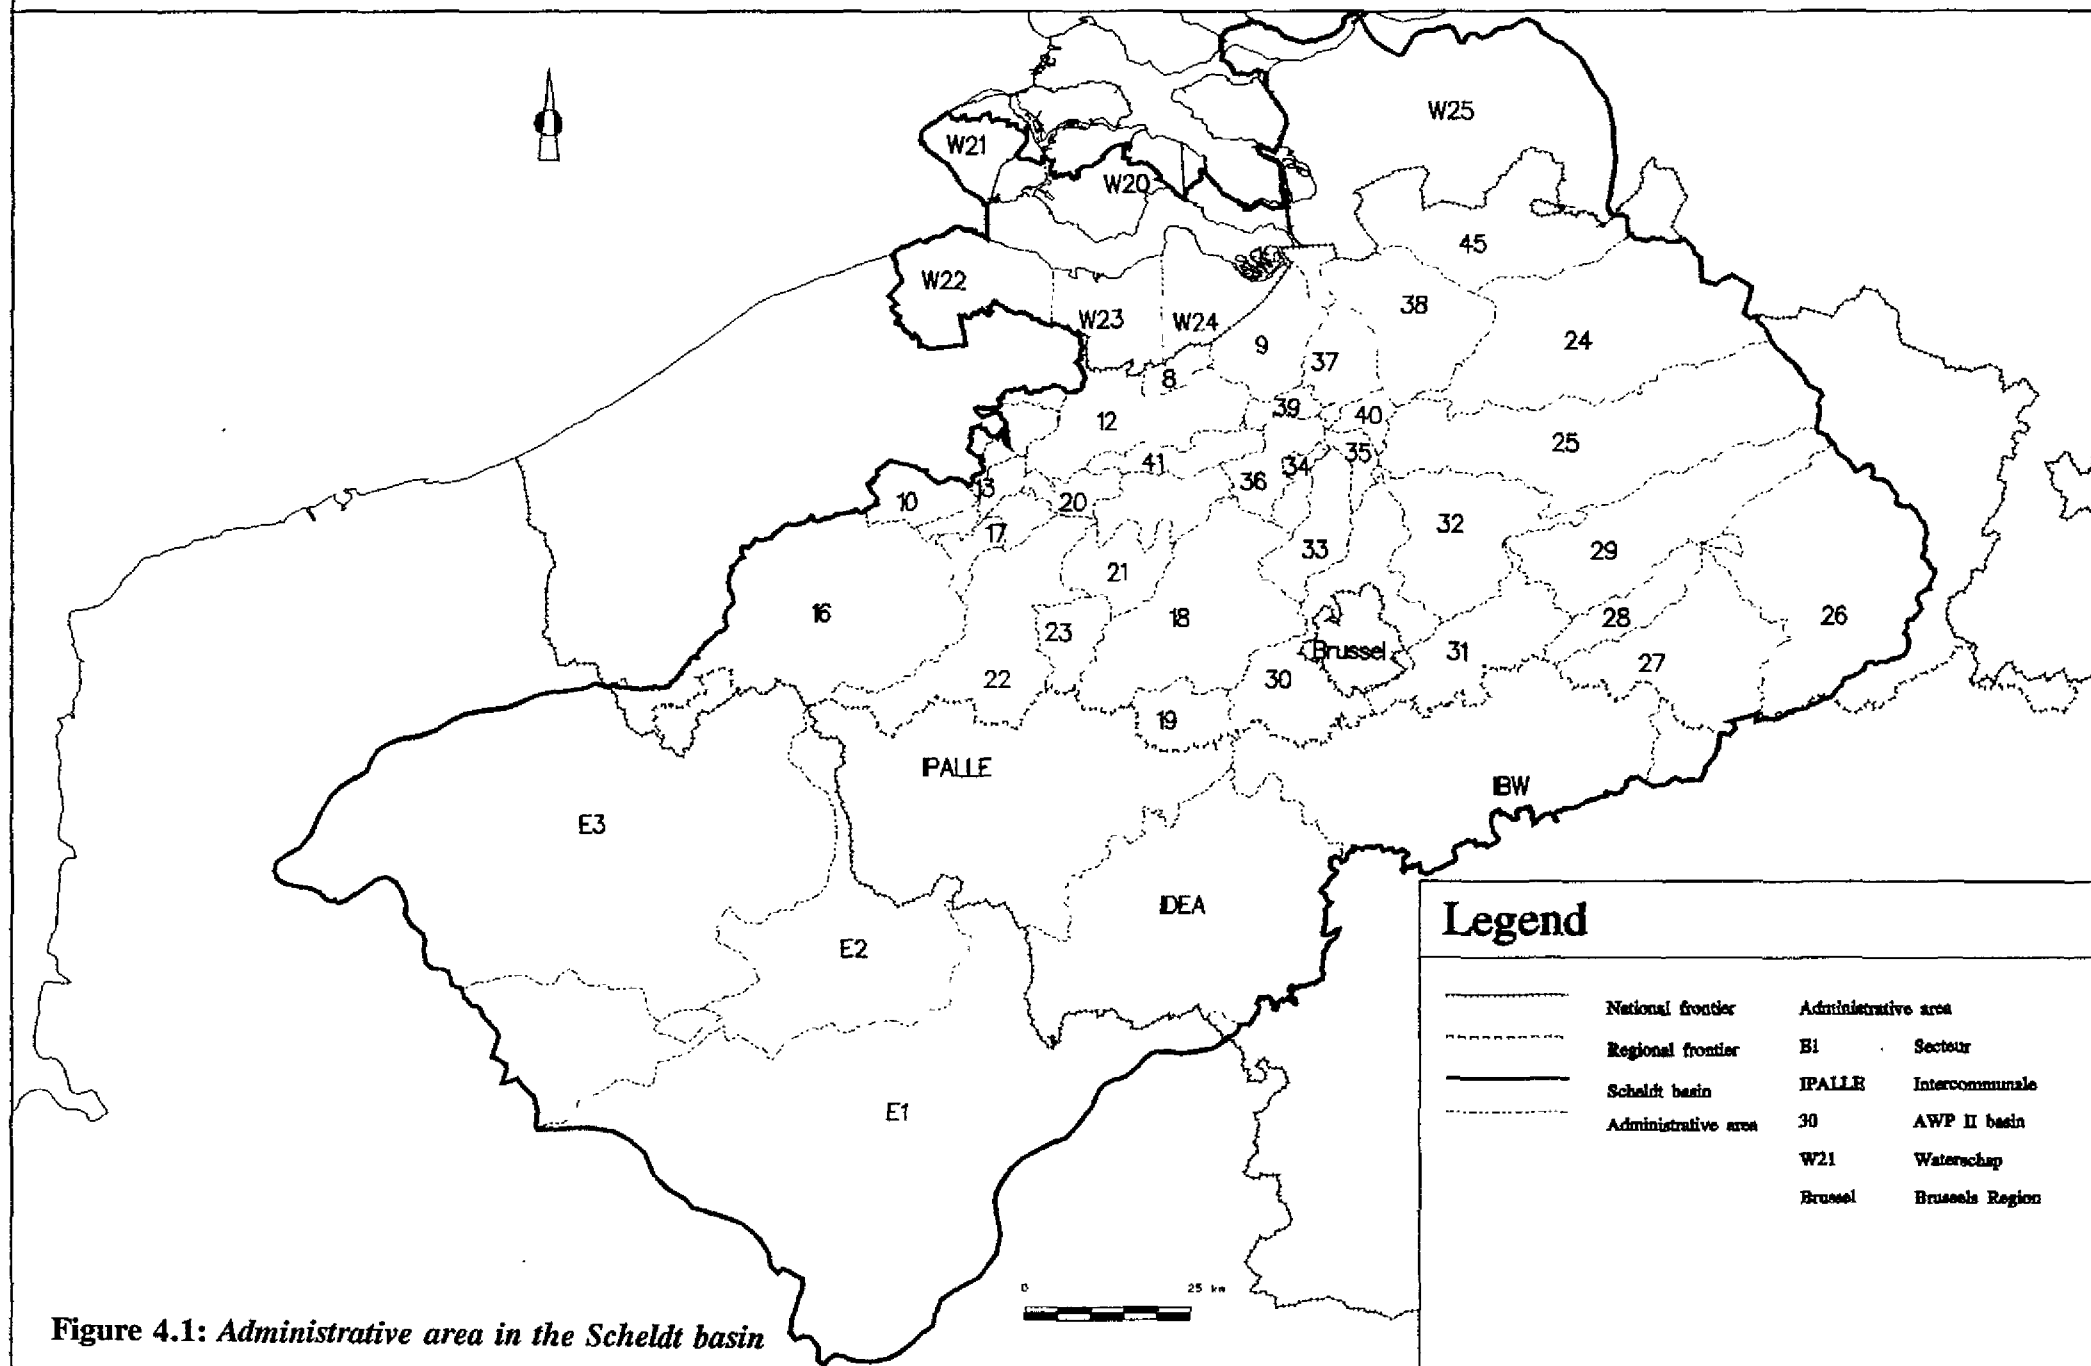 W25
W21
W20
45
W22
38
W23
W24
9
24
37
8
39
40
12
25
35
41
34
36
13
10
20
32
17
29
33
21
16
18
28
26
23
Brussel
31
27
22
30
19
IPALLE
IBW
E3
IDEA
E2
E1
Legend
National frontier
Administrative area
Regional frontier
E1 Secteur
Scheldt basin
IPALLE Intercommunale
Administrative area
30 AWP II basin
W21 Waterschap
Brussel Brussels Region
0 25 km
Figure 4.1: Administrative area in the Scheldt basin